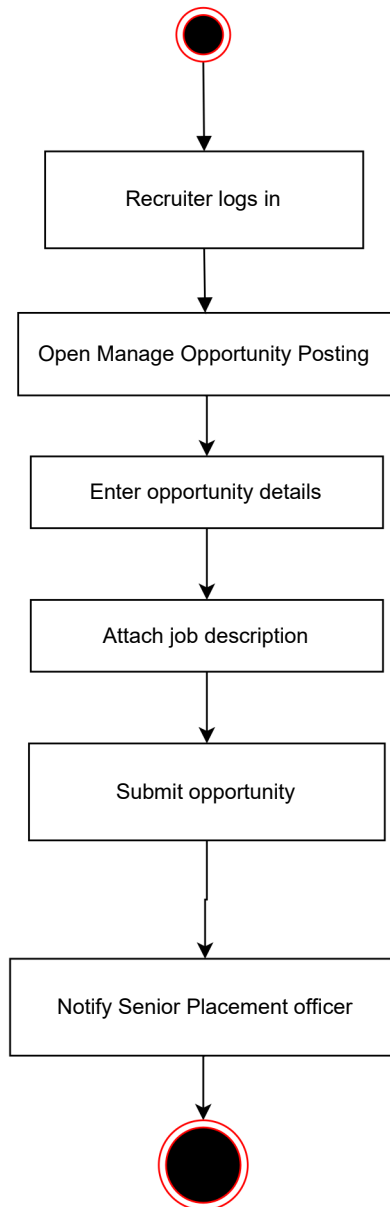 Recruiter logs in
Open Manage Opportunity Posting
Enter opportunity details
Attach job description
Submit opportunity
Notify Senior Placement officer